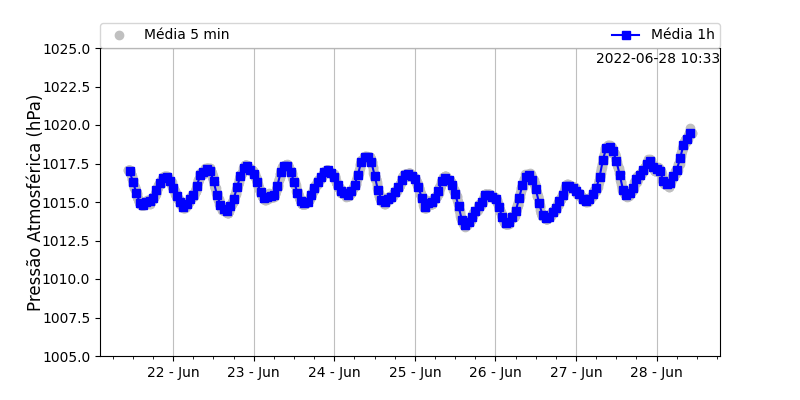 Média 5 min
Média 1h
2022-06-28 10:33
Pressão Atmosférica (hPa)
1025.0
1022.5
1020.0
1017.5
1015.0
1012.5
1010.0
1007.5
1005.0
22 - Jun
23 - Jun
24 - Jun
25 - Jun
26 - Jun
27 - Jun
28 - Jun